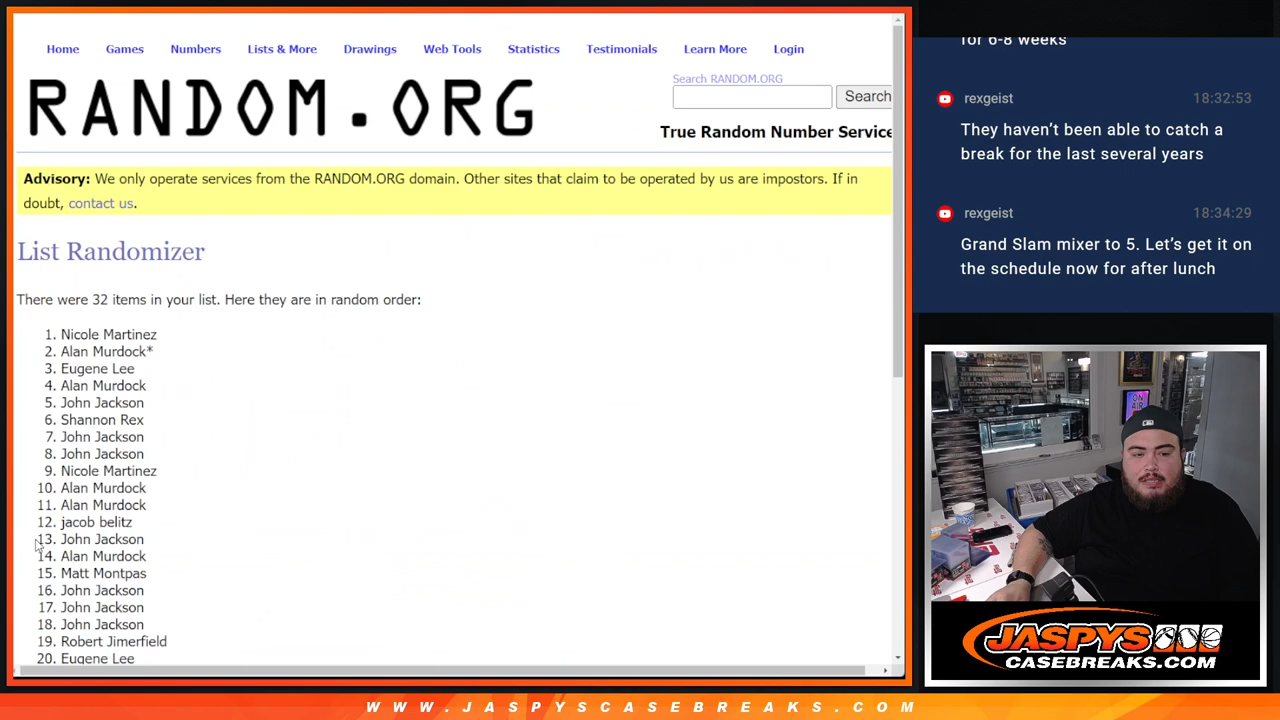 Home Games Numbers Lists & More Drawings Web Tools Statistics Testimonials Learn More Login
RANDOM.ORG
Search RANDOM.ORG
Search
True Random Number Service
Advisory: We only operate services from the RANDOM.ORG domain. Other sites that claim to be operated by us are impostors. If in
doubt, contact us.
List Randomizer
There were 32 items in your list. Here they are in random order:
1. Nicole Martinez
2. Alan Murdock*
3. Eugene Lee
4. Alan Murdock
5. John Jackson
6. Shannon Rex
7. John Jackson
8. John Jackson
9. Nicole Martinez
10. Alan Murdock
11. Alan Murdock
12. jacob belitz
13. John Jackson
14. Alan Murdock
15. Matt Montpas
16. John Jackson
17. John Jackson
18. John Jackson
19. Robert Jimerfield
20. Eugene Lee
for 6-8 weeks
rexgeist 18:32:53
They haven't been able to catch a
break for the last several years
rexgeist 18:34:29
Grand Slam mixer to 5. Let's get it on
the schedule now for after lunch
ON AIR
JASPYS
CASEBREAKS.COM
WWW.JASPYSCASEBREAKS.COM